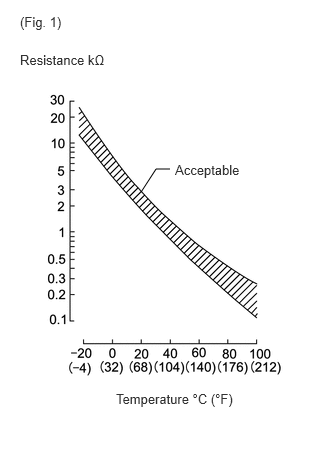 (Fig. 1)
Resistance kΩ
30
20
10
5
3
2
1
0.5
0.3
0.2
0.1
Acceptable
−20 0 20 40 60 80 100
(−4) (32) (68) (104) (140) (176) (212)
Temperature °C (°F)